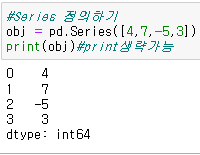 #Series 정의하기
obj = pd.Series([4,7,-5,3])
print(obj)#print생략가능
0    4
1    7
2   -5
3    3
dtype: int64